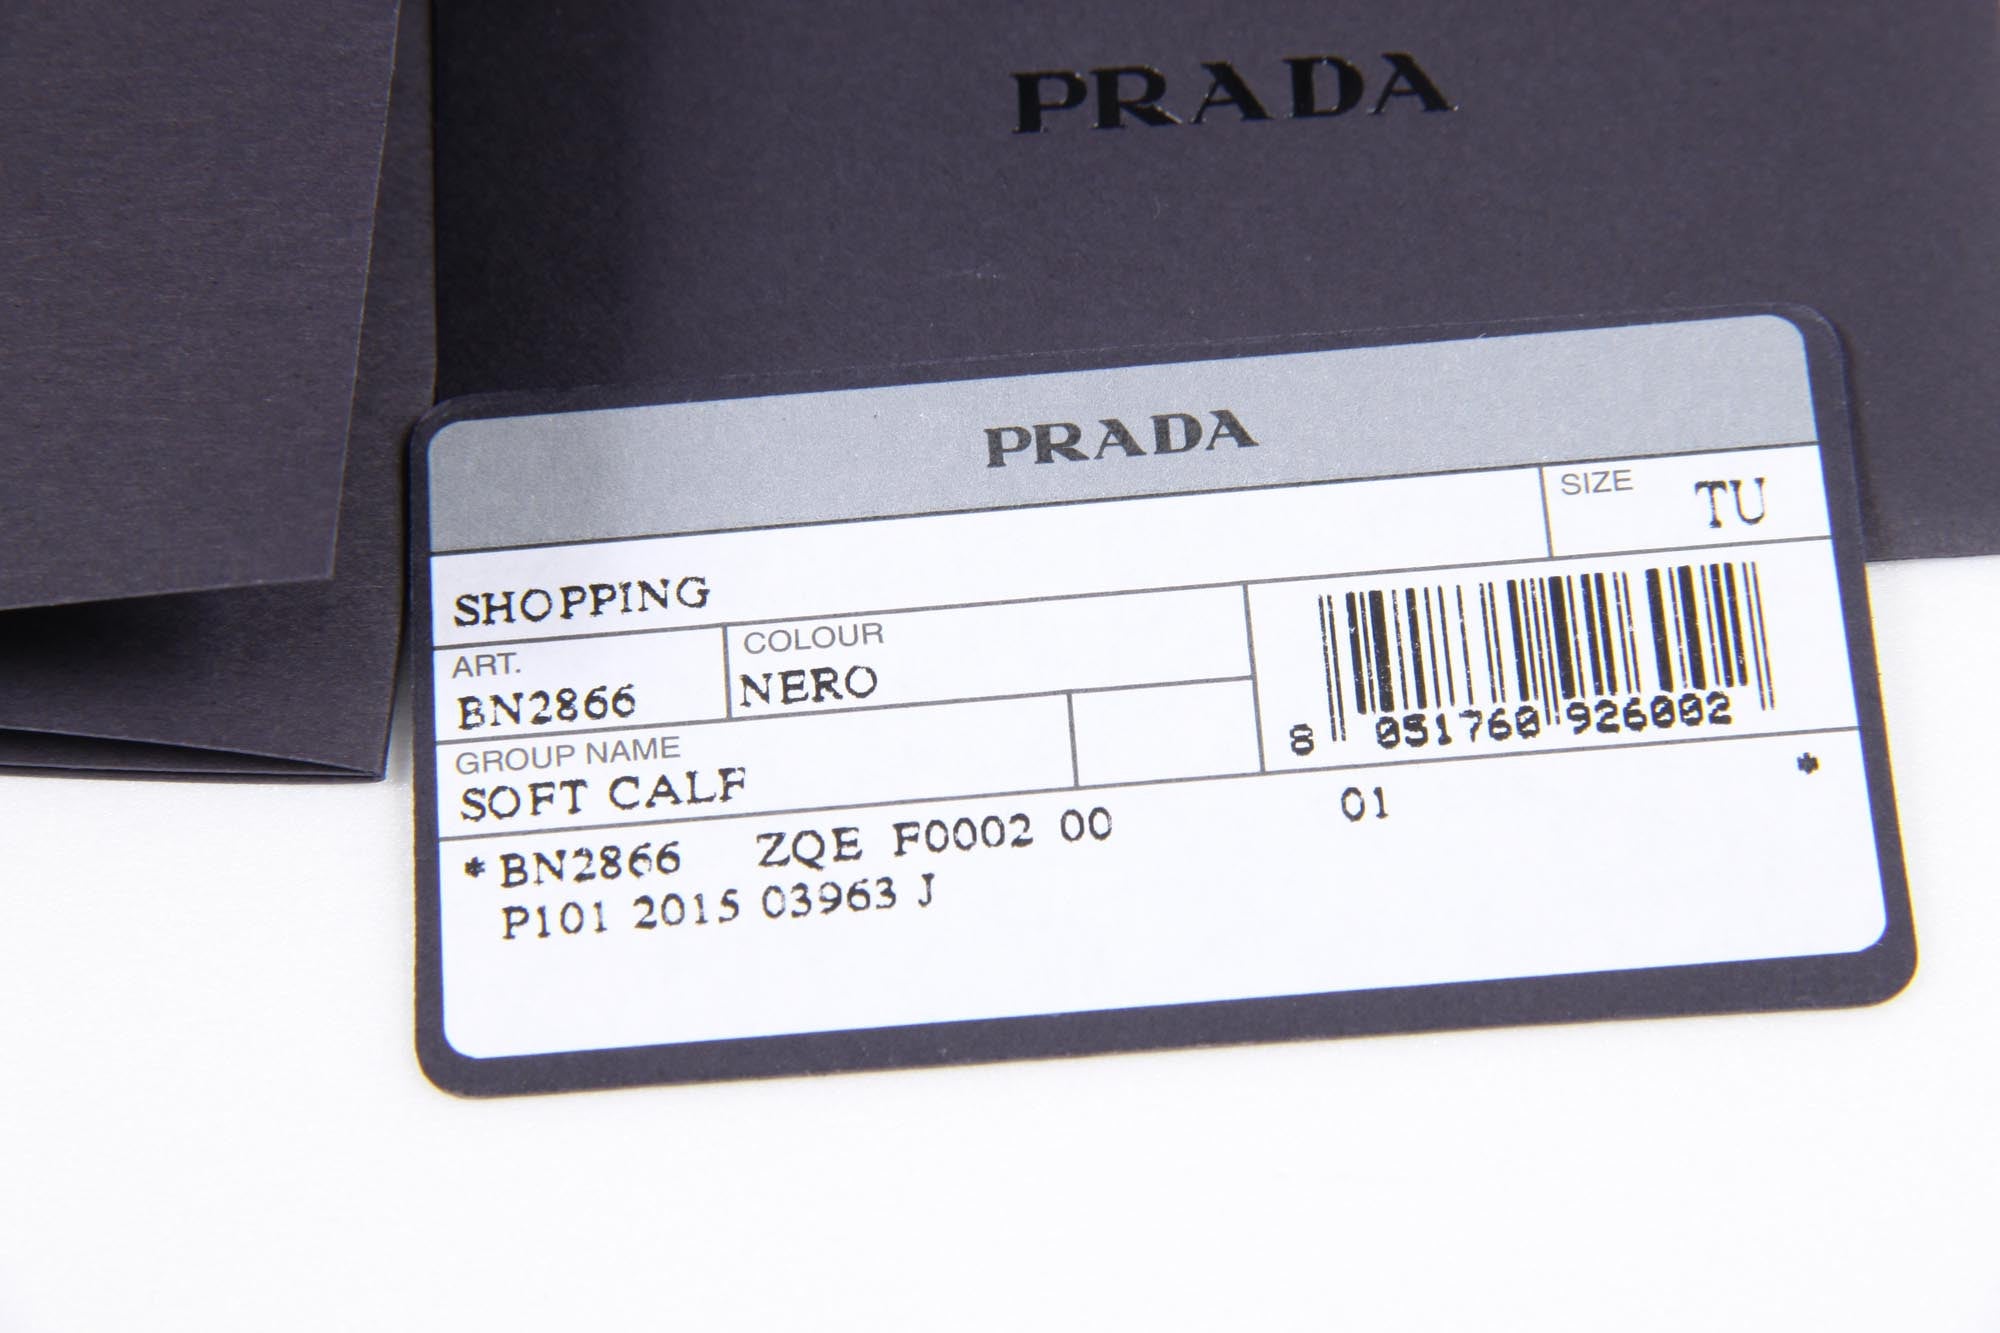 PRADA
PRADA
SIZE TU
SHOPPING
ART. COLOUR
BN2866 NERO
GROUP NAME
SOFT CALF
8 051760 926002
*BN2866 ZQE F0002 00 01 *
P101 2015 03963 J